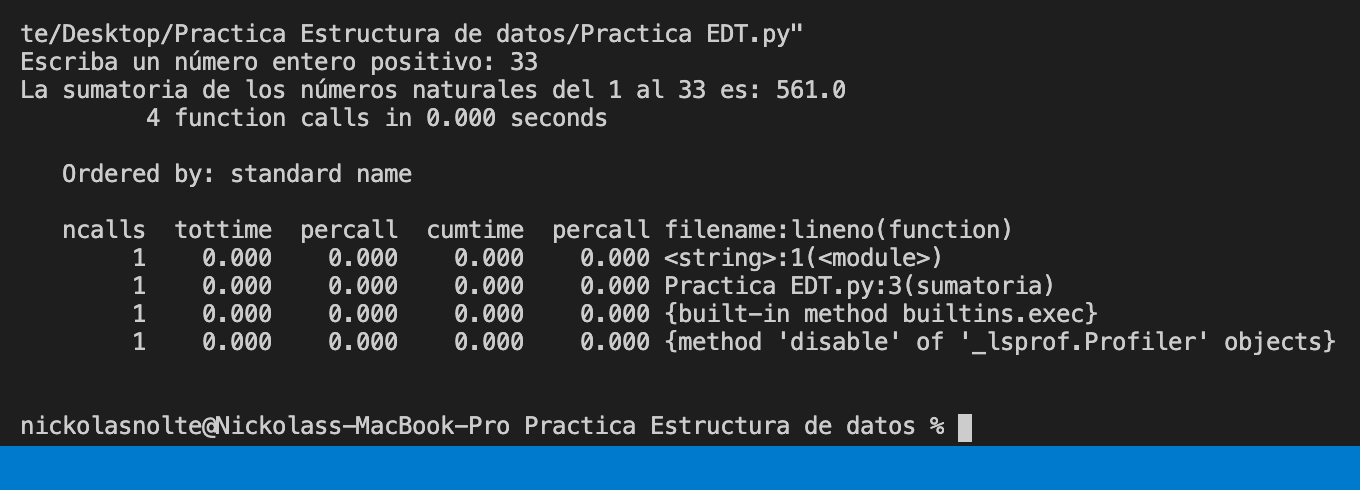 te/Desktop/Practica Estructura de datos/Practica EDT.py"
Escriba un número entero positivo: 33
La sumatoria de los números naturales del 1 al 33 es: 561.0
4 function calls in 0.000 seconds
Ordered by: standard name
ncalls  tottime  percall  cumtime  percall filename:lineno(function)
1    0.000    0.000    0.000    0.000 <string>:1(<module>)
1    0.000    0.000    0.000    0.000 Practica EDT.py:3(sumatoria)
1    0.000    0.000    0.000    0.000 {built-in method builtins.exec}
1    0.000    0.000    0.000    0.000 {method 'disable' of '_lsprof.Profiler' objects}
nickolasnolte@Nickolass-MacBook-Pro Practica Estructura de datos %